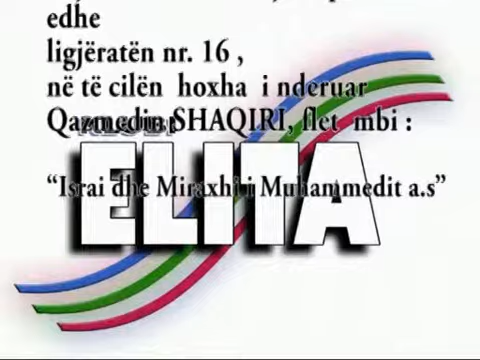 edhe
ligjëratën nr. 16 ,
në të cilën hoxha i nderuar
Qazmedin SHAQIRI, flet mbi :
“Israi dhe Miraxhi i Muhammedit a.s”
ELITA